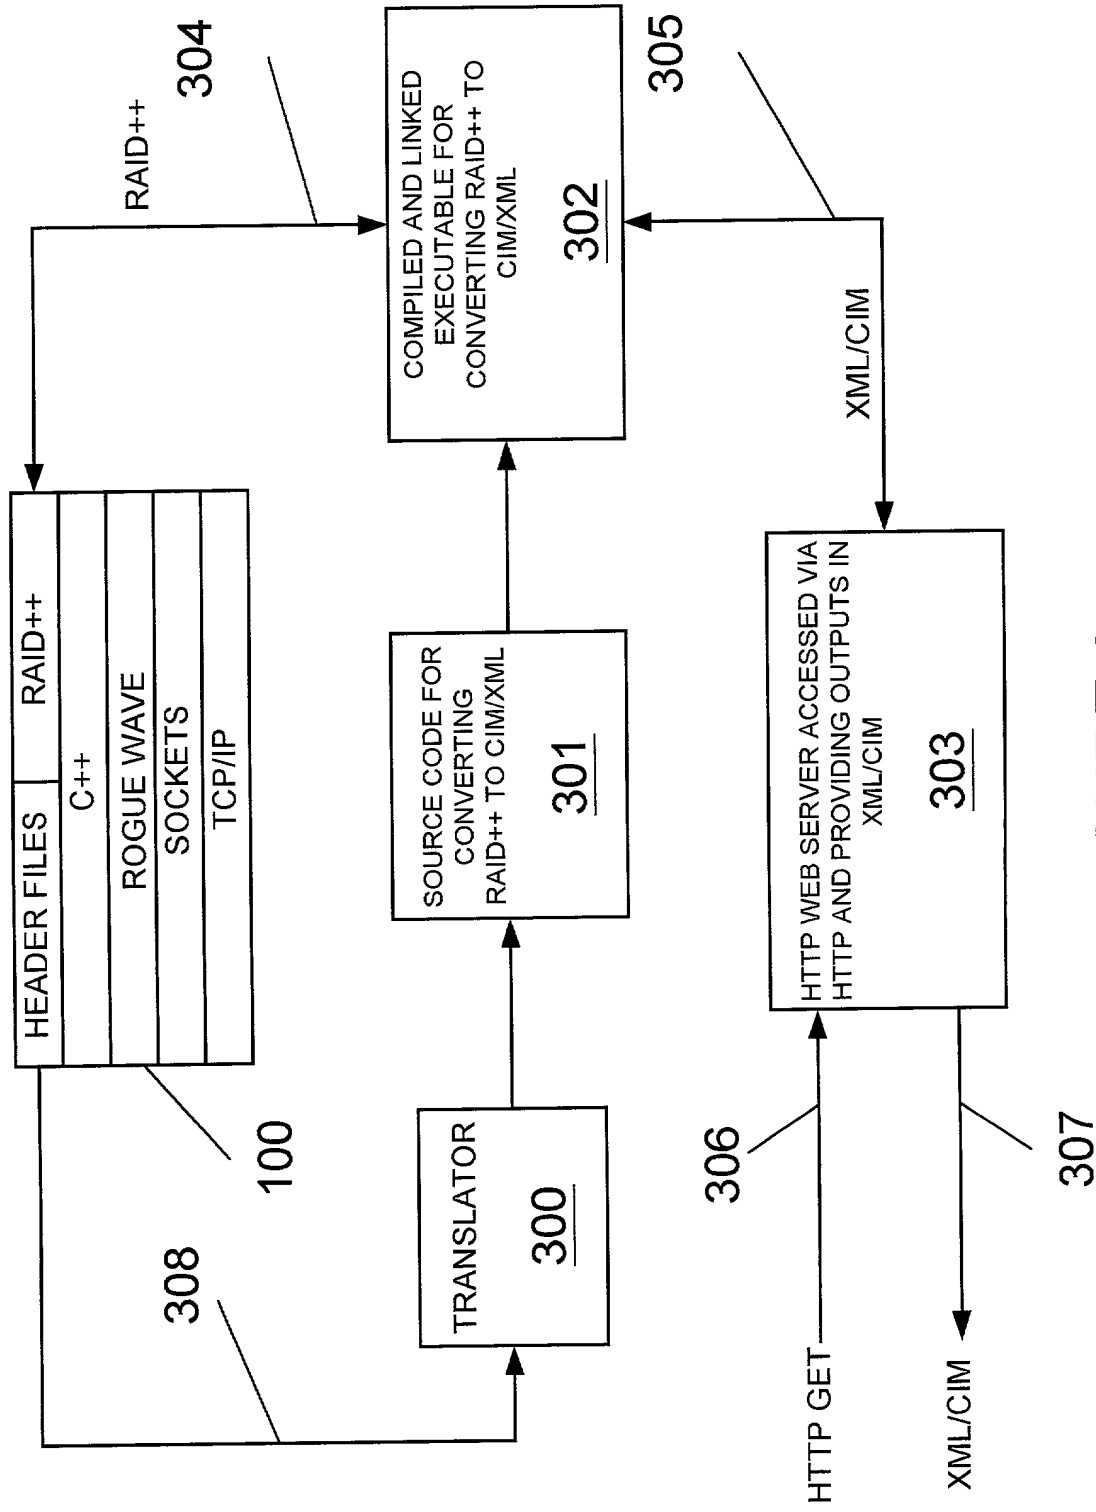 308
100
HEADER FILES
RAID++
C++
ROGUE WAVE
SOCKETS
TCP/IP
RAID++
304
TRANSLATOR
300
SOURCE CODE FOR
CONVERTING
RAID++ TO CIM/XML
301
COMPILED AND LINKED
EXECUTABLE FOR
CONVERTING RAID++ TO
CIM/XML
302
305
XML/CIM
HTTP GET
306
HTTP WEB SERVER ACCESSED VIA
HTTP AND PROVIDING OUTPUTS IN
XML/CIM
303
XML/CIM
307